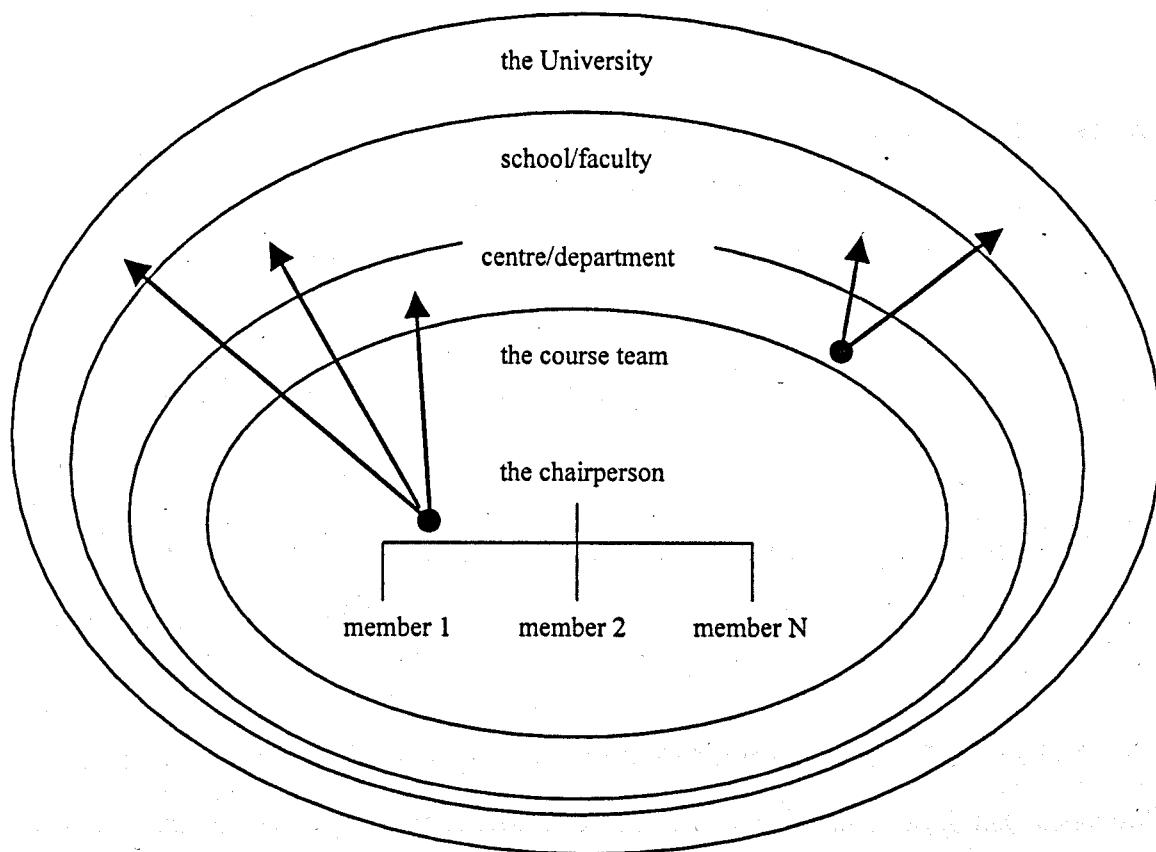 the University
school/faculty
centre/department
the course team
the chairperson
member 1 member 2 member N